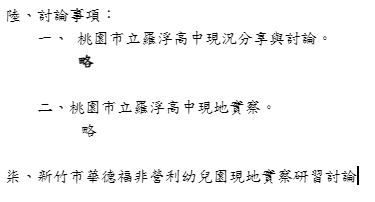 陸、討論事項：
一、 桃園市立羅浮高中現況分享與討論。
略
二、桃園市立羅浮高中現地實察。
略
柒、新竹市華德福非營利幼兒園現地實察研習討論